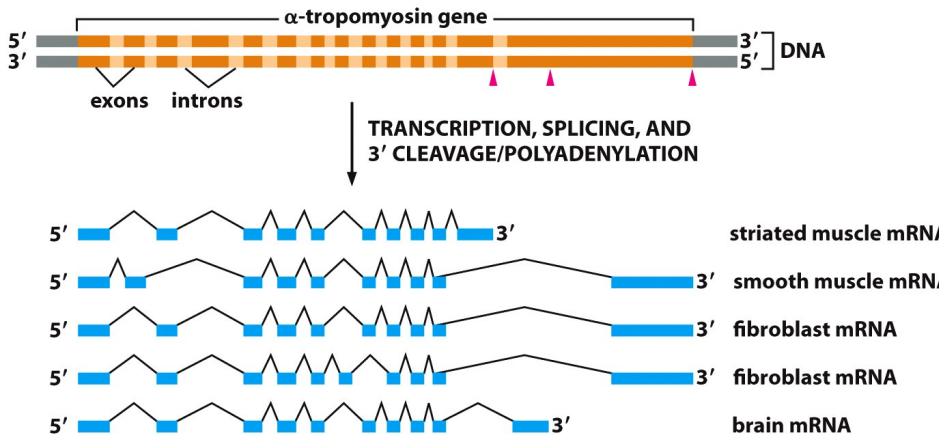 α-tropomyosin gene
5′ 3′
3′ 5′
DNA
exons introns
TRANSCRIPTION, SPLICING, AND
3′ CLEAVAGE/POLYADENYLATION
5′ 3′ striated muscle mRNA
5′ 3′ smooth muscle mRNA
5′ 3′ fibroblast mRNA
5′ 3′ fibroblast mRNA
5′ 3′ brain mRNA